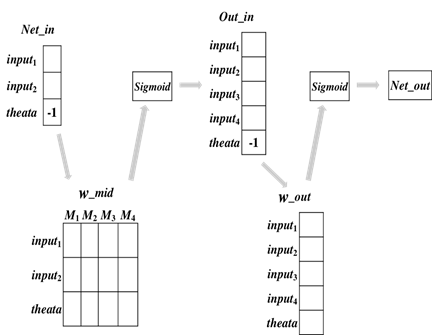 Net_in
input1
input2
theata -1
Sigmoid
Out_in
input1
input2
input3
input4
theata -1
Sigmoid
Net_out
w_mid
M1 M2 M3 M4
input1
input2
theata
w_out
input1
input2
input3
input4
theata